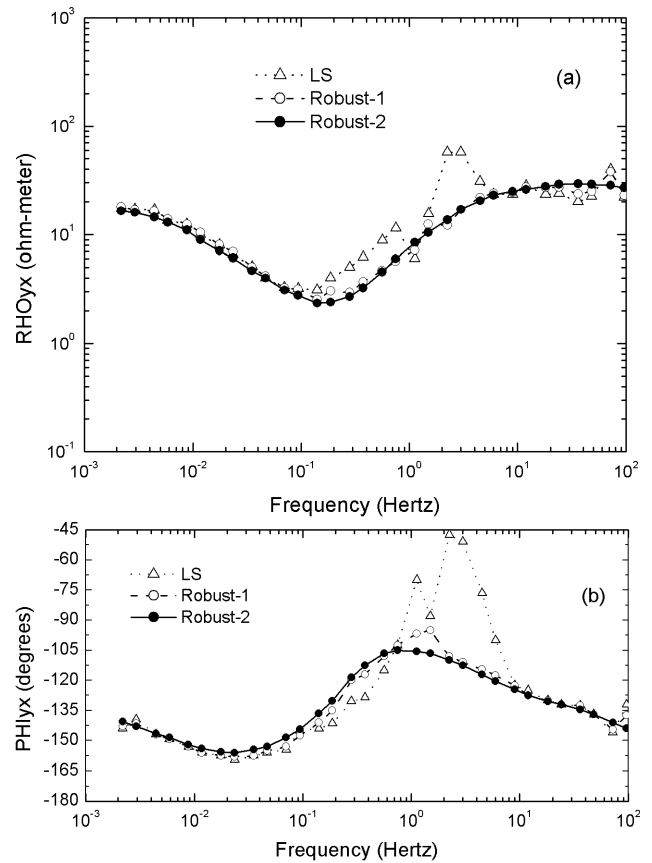 10³
10²
10¹
10⁰
10⁻¹
RHOyx (ohm-meter)
LS
Robust-1
Robust-2
(a)
10⁻³ 10⁻² 10⁻¹ 10⁰ 10¹ 10²
Frequency (Hertz)
-45
-60
-75
-90
-105
-120
-135
-150
-165
-180
PHIyx (degrees)
LS
Robust-1
Robust-2
(b)
10⁻³ 10⁻² 10⁻¹ 10⁰ 10¹ 10²
Frequency (Hertz)